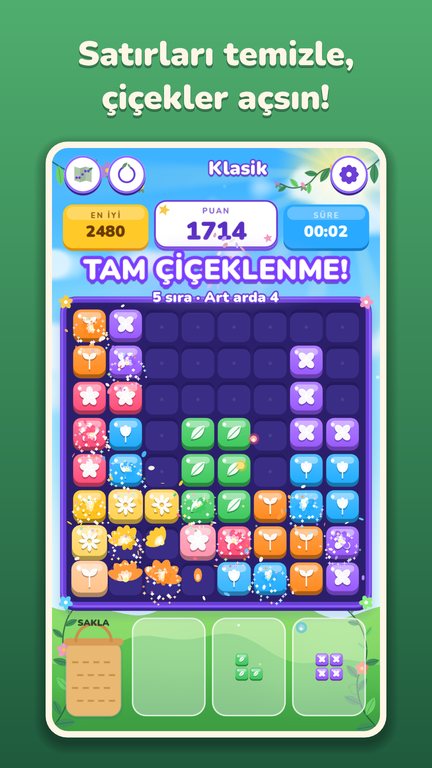 Satırları temizle,
çiçekler açsın!
Klasik
EN İYİ
PUAN
SÜRE
2480
1714
00:02
TAM ÇİÇEKLENME!
5 sıra · Art arda 4
SAKLA